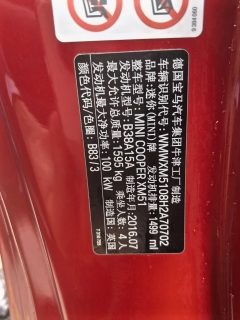 德国宝马汽车集团牛津工厂制造
车辆识别代号: WMWXM5108H2A70702
品牌: 迷你(MINI)牌 发动机排量: 1499 ml
整车型号: MINI COOPER XM51
发动机型号: B38A15A 制造年月: 2016.07
最大允许总质量: 1595 kg 乘坐人数: 4人
发动机最大净功率: 100 kW 制造国: 英国
颜色代码/色圈: B83 / 3